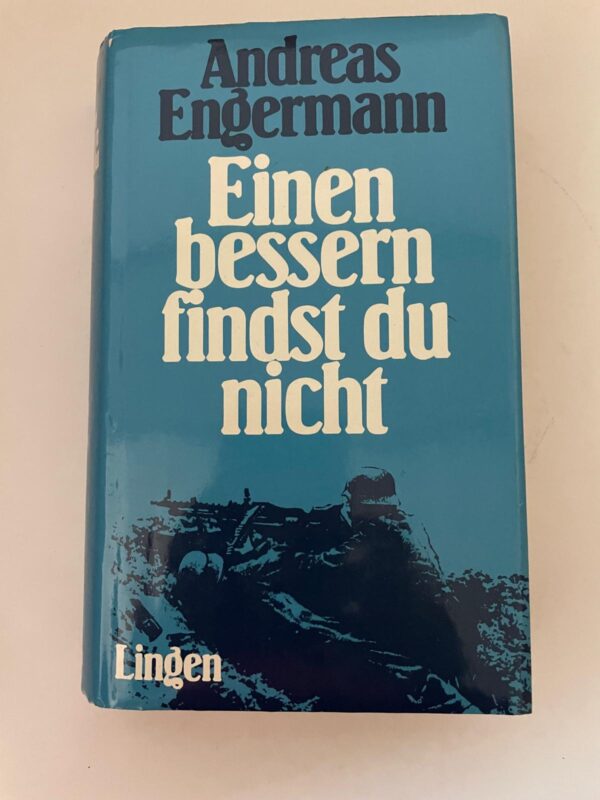 Andreas
Engermann
Einen
bessern
findst du
nicht
Lingen